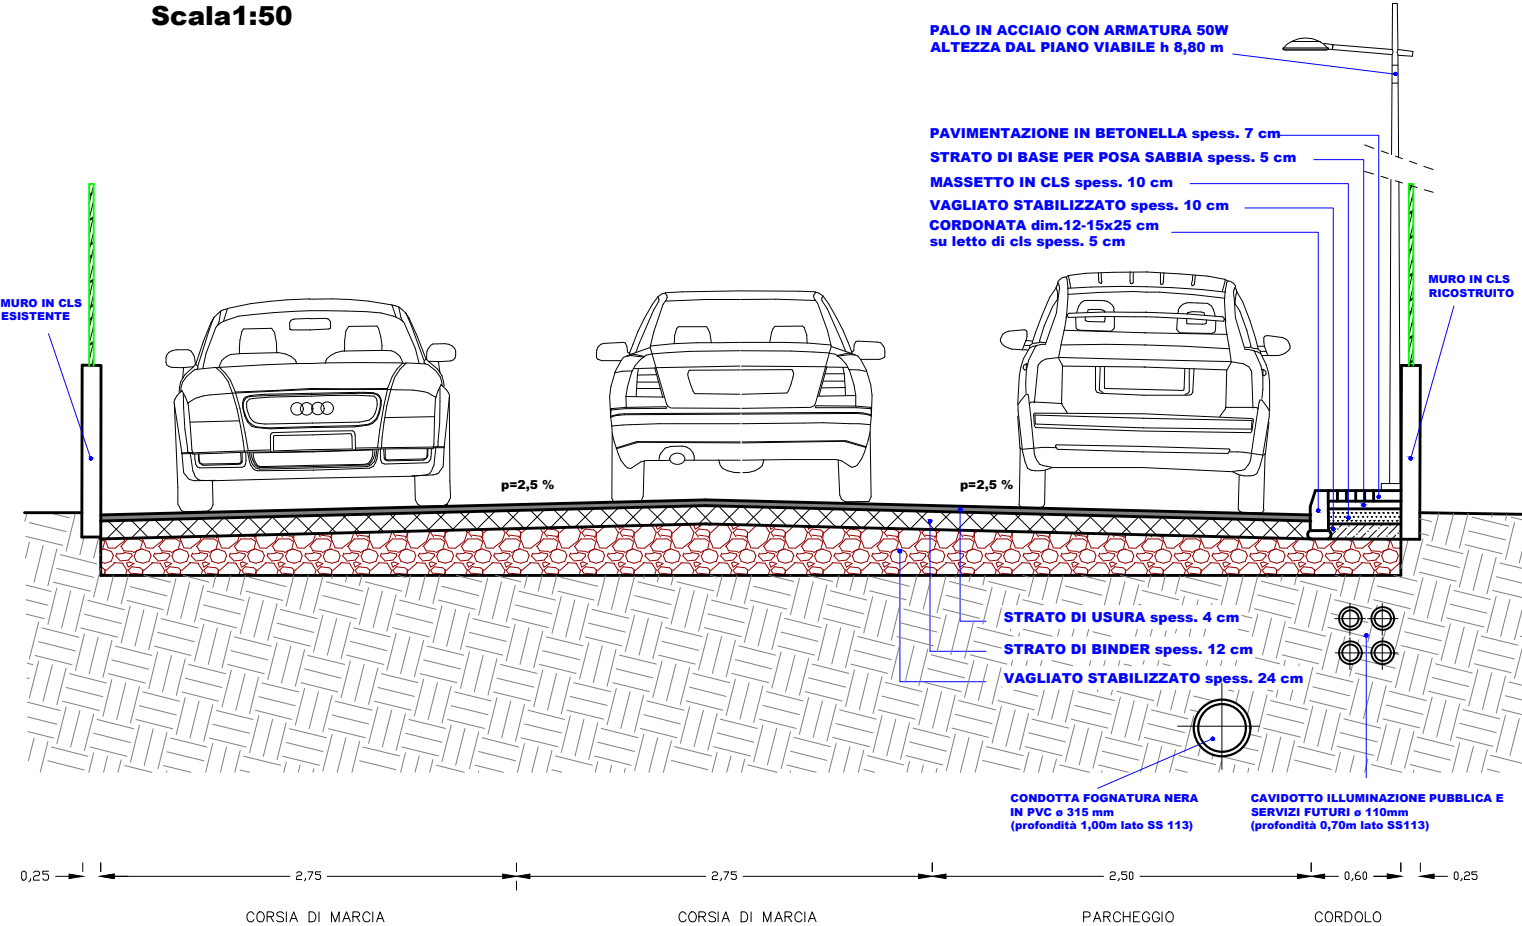 Scala1:50
PALO IN ACCIAIO CON ARMATURA 50W
ALTEZZA DAL PIANO VIABILE h 8,80 m
PAVIMENTAZIONE IN BETONELLA spess. 7 cm
STRATO DI BASE PER POSA SABBIA spess. 5 cm
MASSETTO IN CLS spess. 10 cm
VAGLIATO STABILIZZATO spess. 10 cm
CORDONATA dim.12-15x25 cm
su letto di cls spess. 5 cm
MURO IN CLS
ESISTENTE
MURO IN CLS
RICOSTRUITO
p=2,5 %
p=2,5 %
STRATO DI USURA spess. 4 cm
STRATO DI BINDER spess. 12 cm
VAGLIATO STABILIZZATO spess. 24 cm
CONDOTTA FOGNATURA NERA
IN PVC ø 315 mm
(profondità 1,00m lato SS 113)
CAVIDOTTO ILLUMINAZIONE PUBBLICA E
SERVIZI FUTURI ø 110mm
(profondità 0,70m lato SS113)
0,25
2,75
2,75
2,50
0,60
0,25
CORSIA DI MARCIA
CORSIA DI MARCIA
PARCHEGGIO
CORDOLO